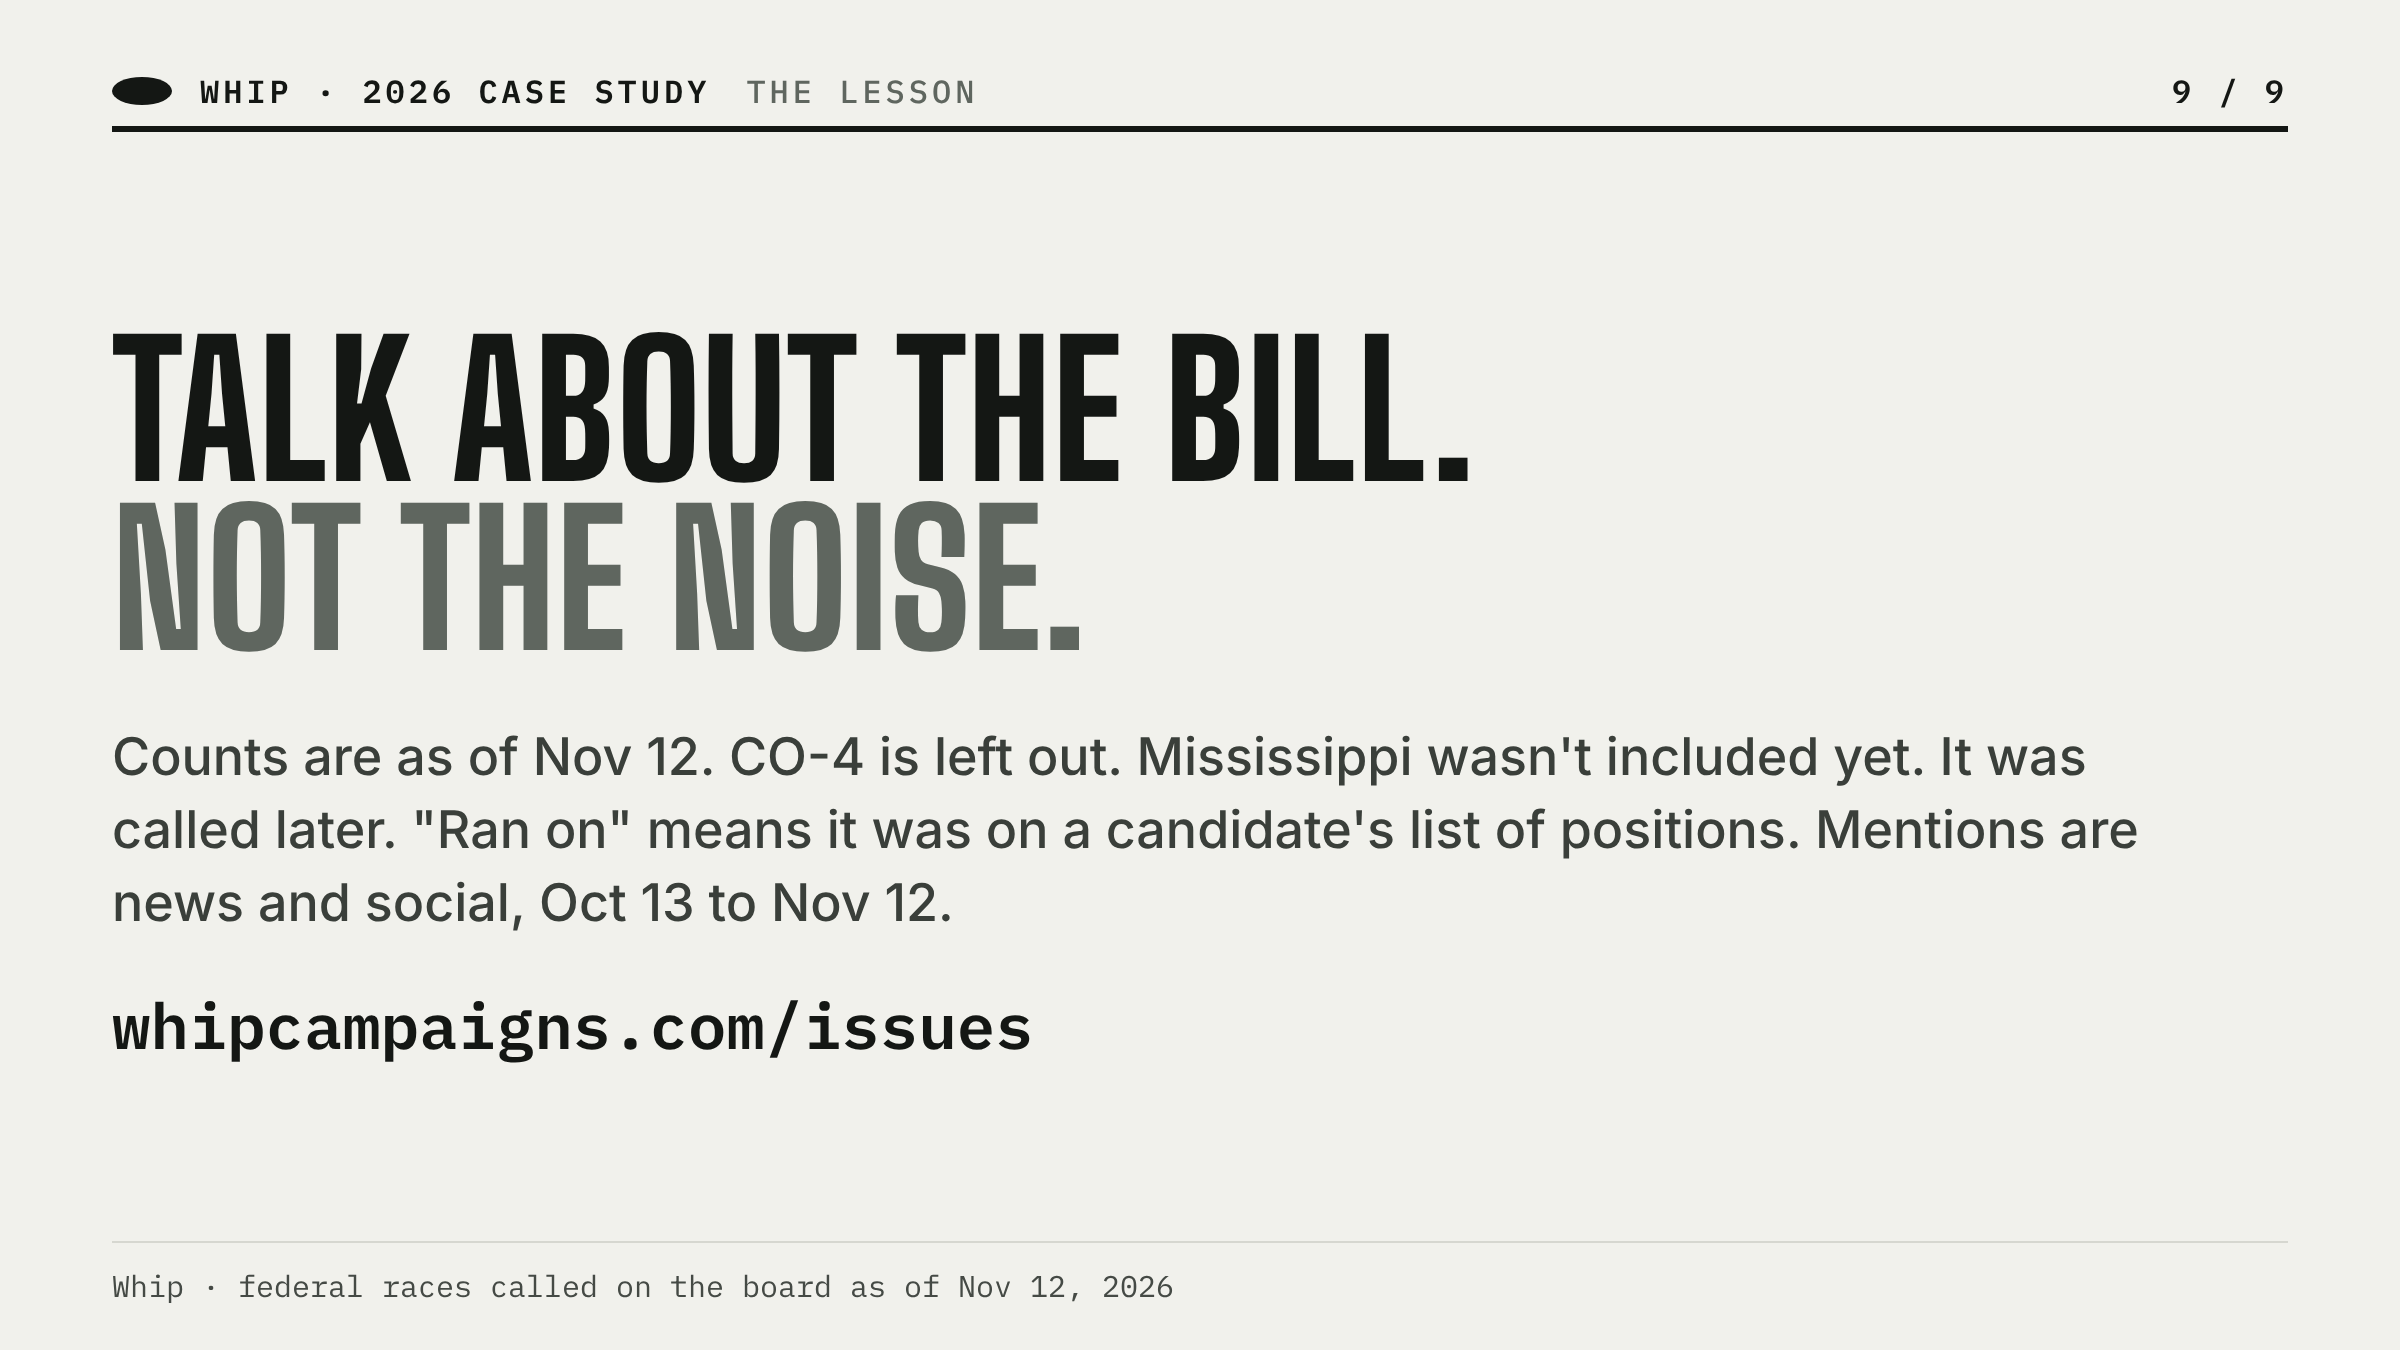 WHIP · 2026 CASE STUDY THE LESSON 9 / 9
TALK ABOUT THE BILL.
NOT THE NOISE.
Counts are as of Nov 12. CO-4 is left out. Mississippi wasn't included yet. It was
called later. "Ran on" means it was on a candidate's list of positions. Mentions are
news and social, Oct 13 to Nov 12.
whipcampaigns.com/issues
Whip · federal races called on the board as of Nov 12, 2026